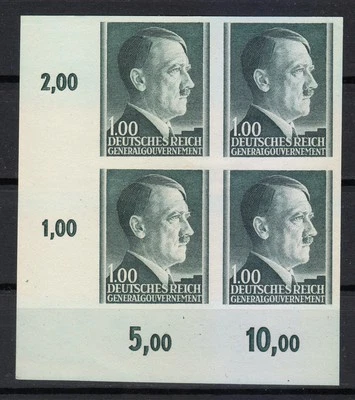 2,00
1.00 1.00
DEUTSCHES REICH DEUTSCHES REICH
GENERALGOUVERNEMENT GENERALGOUVERNEMENT
1,00
1.00 1.00
DEUTSCHES REICH DEUTSCHES REICH
GENERALGOUVERNEMENT GENERALGOUVERNEMENT
5,00 10,00